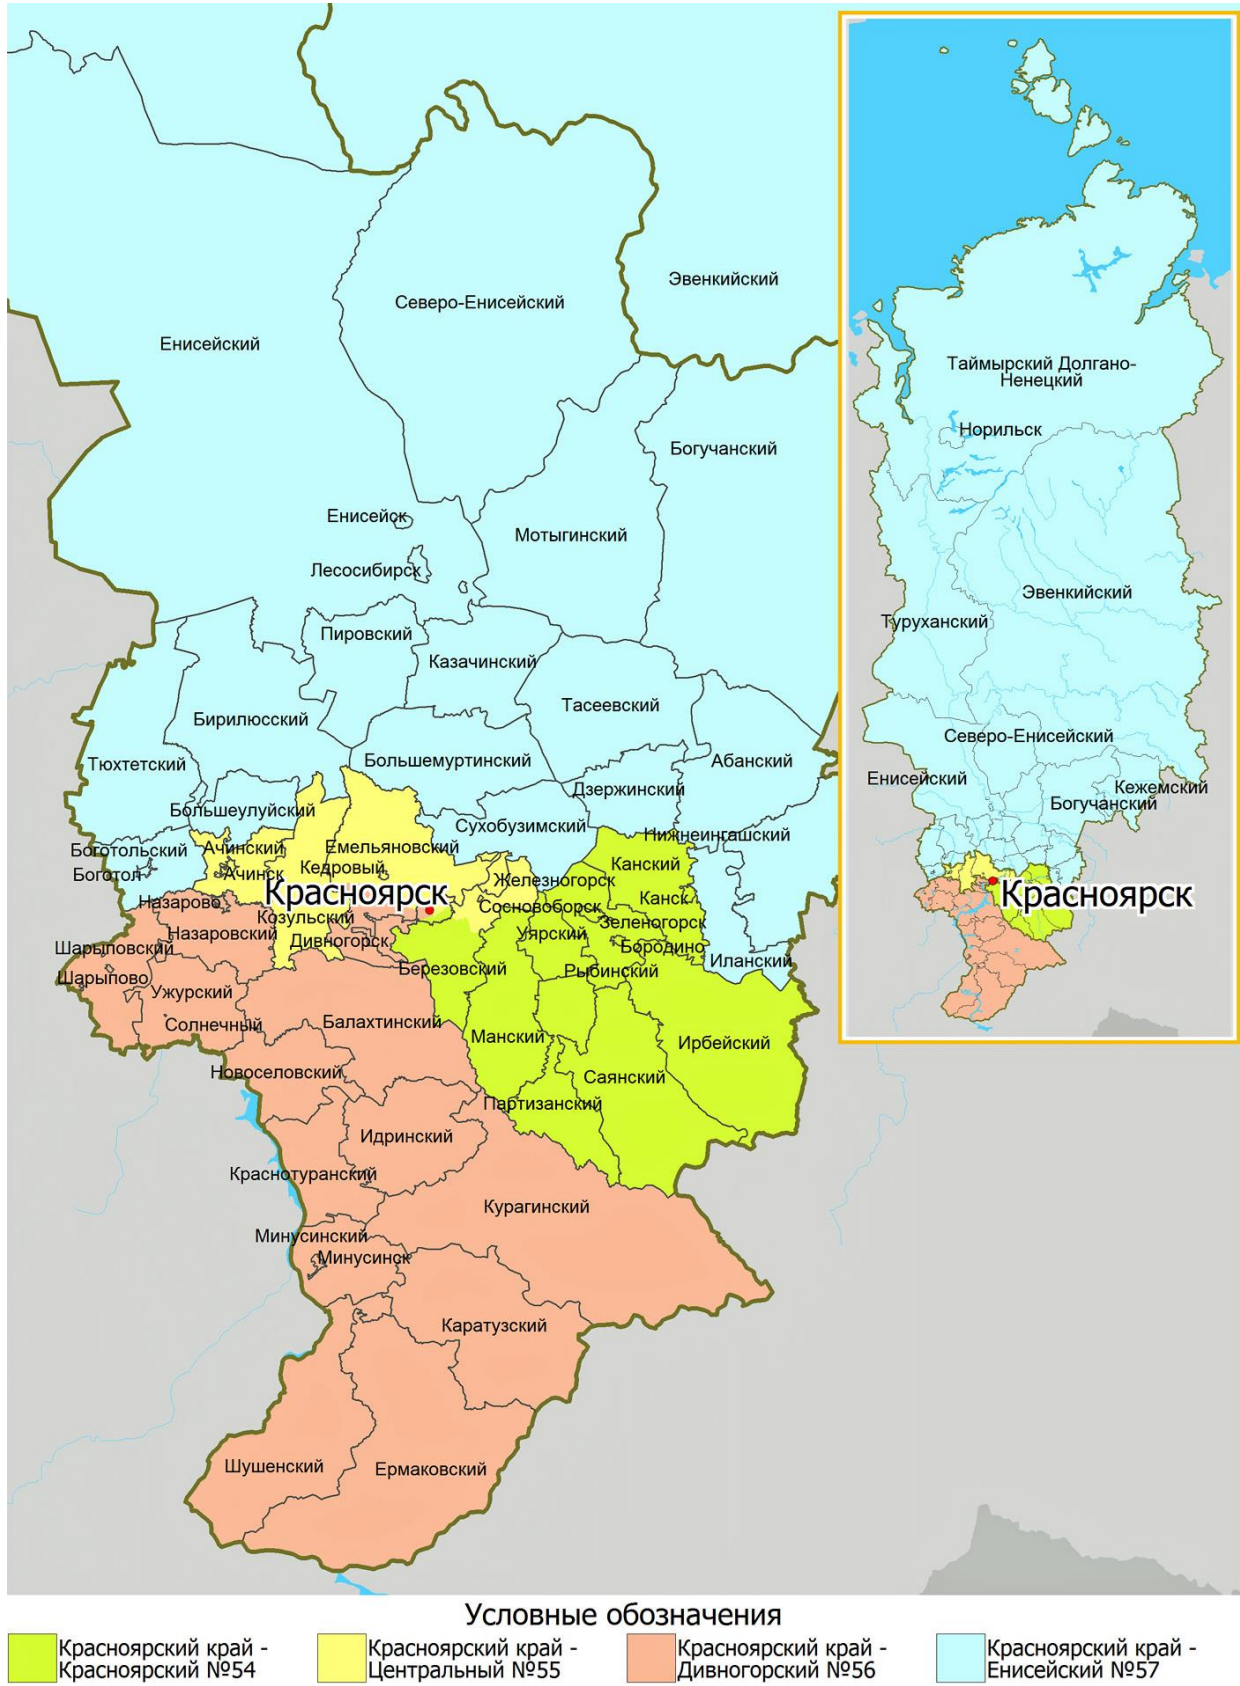 Эвенкийский
Северо-Енисейский
Енисейский
Богучанский
Енисейск
Мотыгинский
Лесосибирск
Пировский
Казачинский
Тасеевский
Бирилюсский
Тюхтетский
Большемуртинский
Абанский
Дзержинский
Большеулуйский
Сухобузимский
Нижнеингашский
Боготольский
Ачинский
Емельяновский
Канский
Боготол
Ачинск
Кедровый
Железногорск
Красноярск
Канск
Назарово
Сосновоборск
Козульский
Зеленогорск
Назаровский
Уярский
Дивногорск
Бородино
Шарыповский
Иланский
Березовский
Рыбинский
Шарыпово
Ужурский
Солнечный
Балахтинский
Манский
Ирбейский
Новоселовский
Саянский
Партизанский
Идринский
Краснотуранский
Курагинский
Минусинский
Минусинск
Каратузский
Шушенский
Ермаковский
Таймырский Долгано-
Ненецкий
Норильск
Эвенкийский
Туруханский
Северо-Енисейский
Енисейский
Кежемский
Богучанский
Красноярск
Условные обозначения
Красноярский край -
Красноярский №54
Красноярский край -
Центральный №55
Красноярский край -
Дивногорский №56
Красноярский край -
Енисейский №57